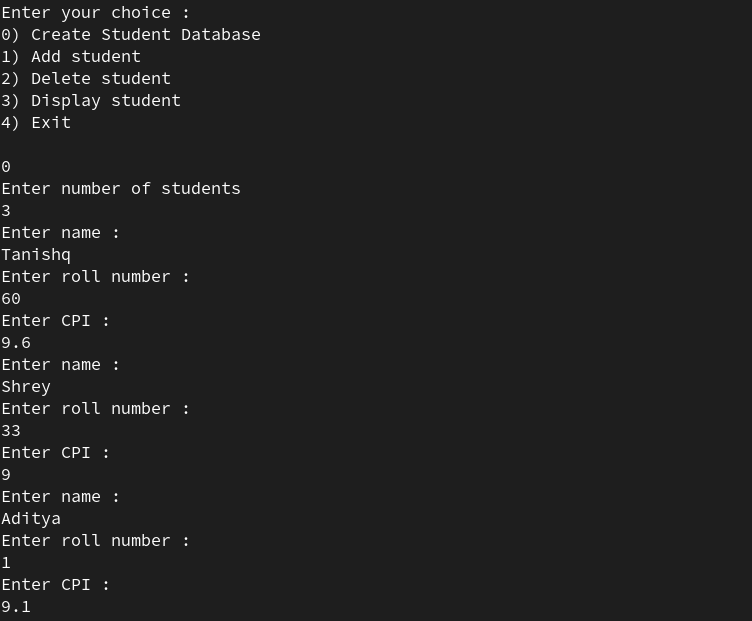 Enter your choice :
0) Create Student Database
1) Add student
2) Delete student
3) Display student
4) Exit
0
Enter number of students
3
Enter name :
Tanishq
Enter roll number :
60
Enter CPI :
9.6
Enter name :
Shrey
Enter roll number :
33
Enter CPI :
9
Enter name :
Aditya
Enter roll number :
1
Enter CPI :
9.1